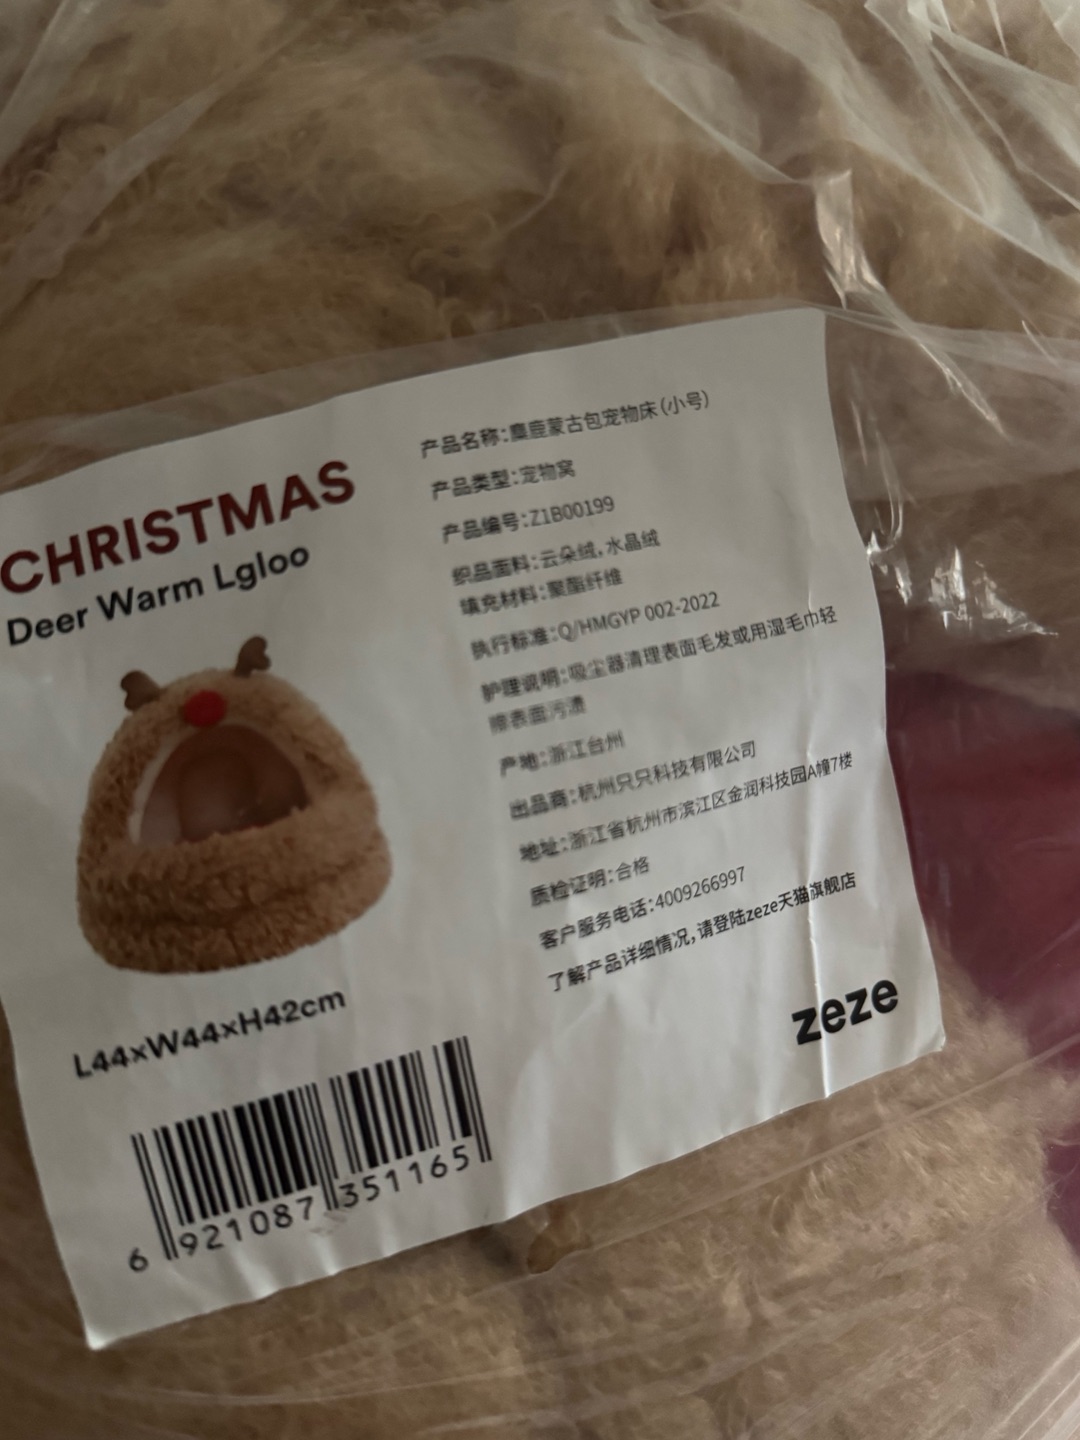 CHRISTMAS
Deer Warm Lgloo
L44xW44xH42cm
6 921087 351165
产品名称：麋鹿蒙古包宠物床（小号）
产品类型：宠物窝
产品编号：Z1B00199
织品面料：云朵绒，水晶绒
填充材料：聚酯纤维
执行标准：Q/HMGYP 002-2022
护理说明：吸尘器清理表面毛发或用湿毛巾轻
擦表面污渍
产地：浙江台州
出品商：杭州只只科技有限公司
地址：浙江省杭州市滨江区金润科技园A幢7楼
质检证明：合格
客户服务电话：4009266997
了解产品详细情况，请登陆zeze天猫旗舰店
zeze